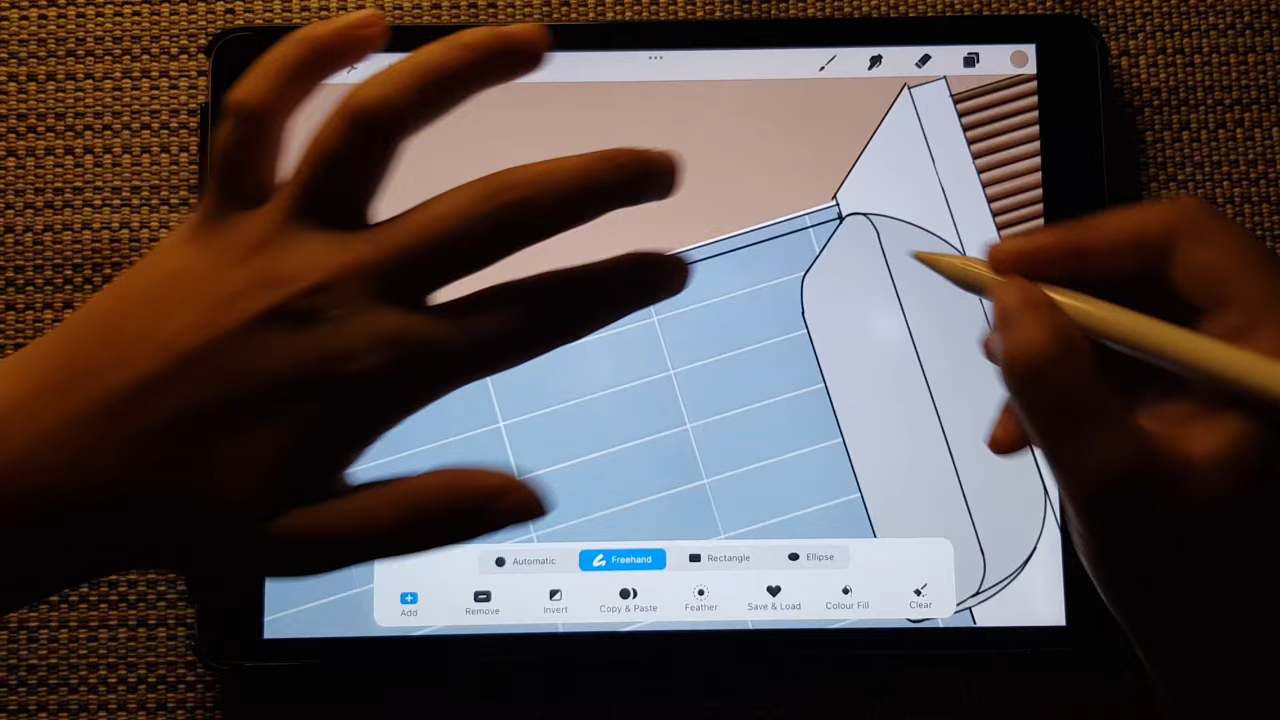 Automatic Freehand Rectangle Ellipse
Add Remove Invert Copy & Paste Feather Save & Load Colour Fill Clear